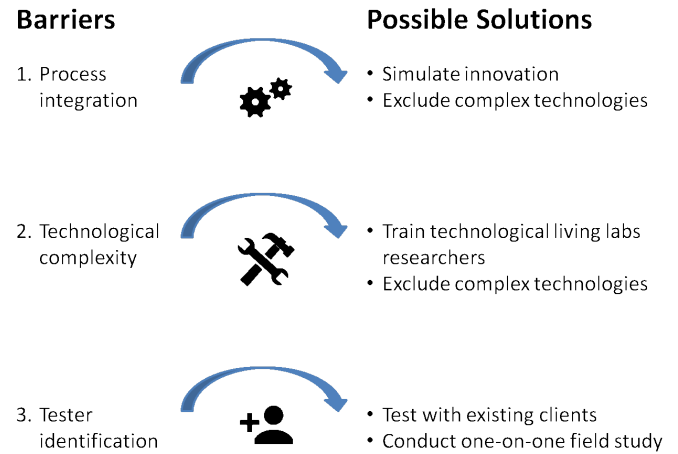 Barriers
Possible Solutions
1. Process
integration
• Simulate innovation
• Exclude complex technologies
2. Technological
complexity
• Train technological living labs
researchers
• Exclude complex technologies
3. Tester
identification
• Test with existing clients
• Conduct one-on-one field study